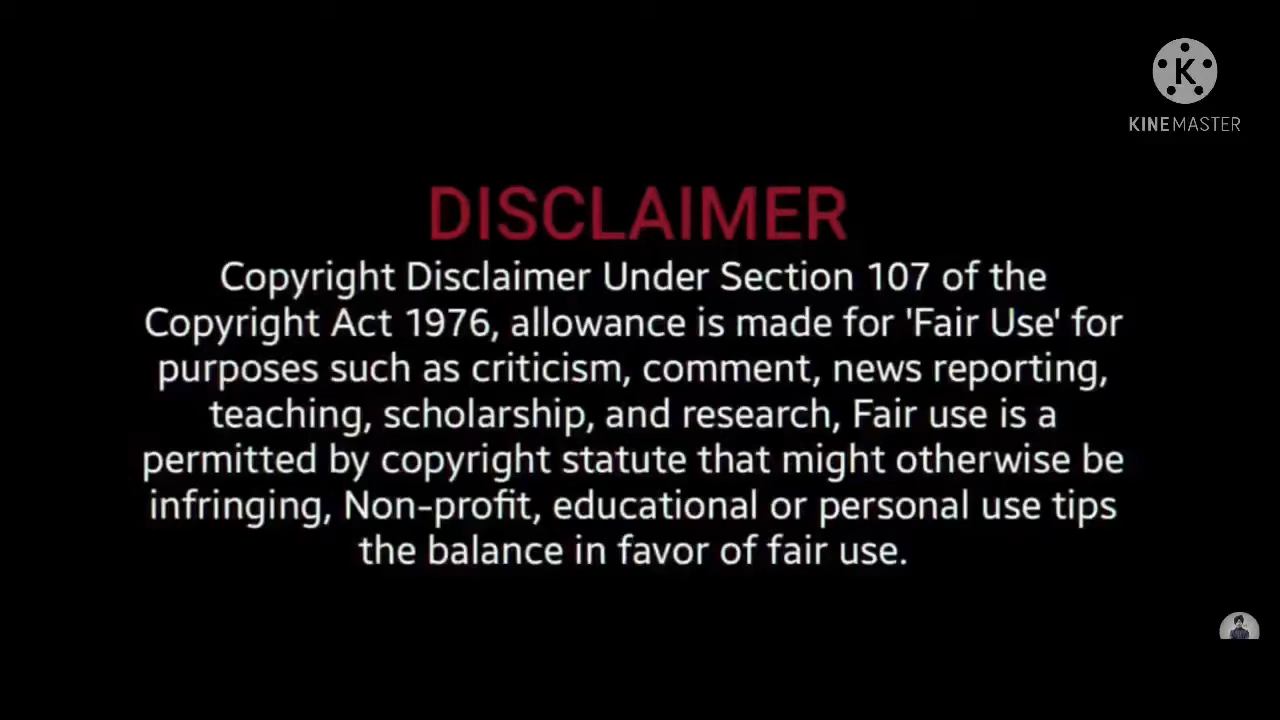 K
KINEMASTER
DISCLAIMER
Copyright Disclaimer Under Section 107 of the
Copyright Act 1976, allowance is made for 'Fair Use' for
purposes such as criticism, comment, news reporting,
teaching, scholarship, and research, Fair use is a
permitted by copyright statute that might otherwise be
infringing, Non-profit, educational or personal use tips
the balance in favor of fair use.